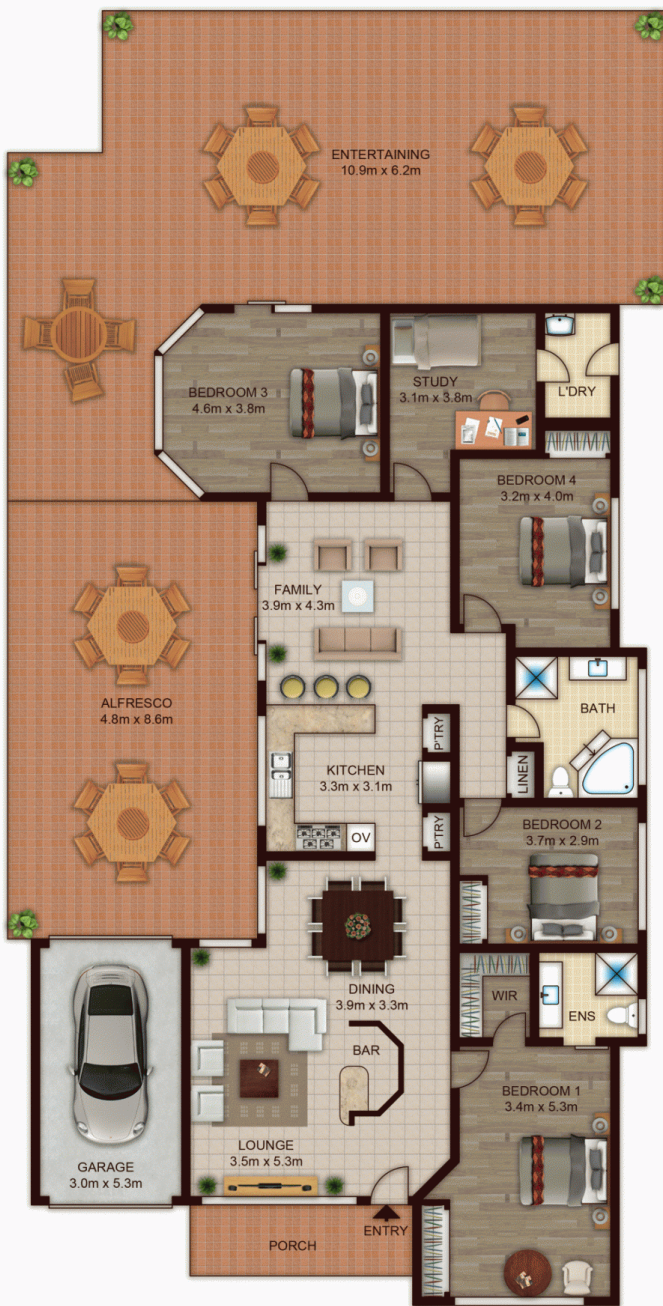 ENTERTAINING
10.9m x 6.2m
BEDROOM 3
4.6m x 3.8m
STUDY
3.1m x 3.8m
L'DRY
BEDROOM 4
3.2m x 4.0m
FAMILY
3.9m x 4.3m
ALFRESCO
4.8m x 8.6m
BATH
P'TRY
LINEN
KITCHEN
3.3m x 3.1m
OV
P'TRY
BEDROOM 2
3.7m x 2.9m
DINING
3.9m x 3.3m
WIR
ENS
BAR
BEDROOM 1
3.4m x 5.3m
LOUNGE
3.5m x 5.3m
GARAGE
3.0m x 5.3m
ENTRY
PORCH